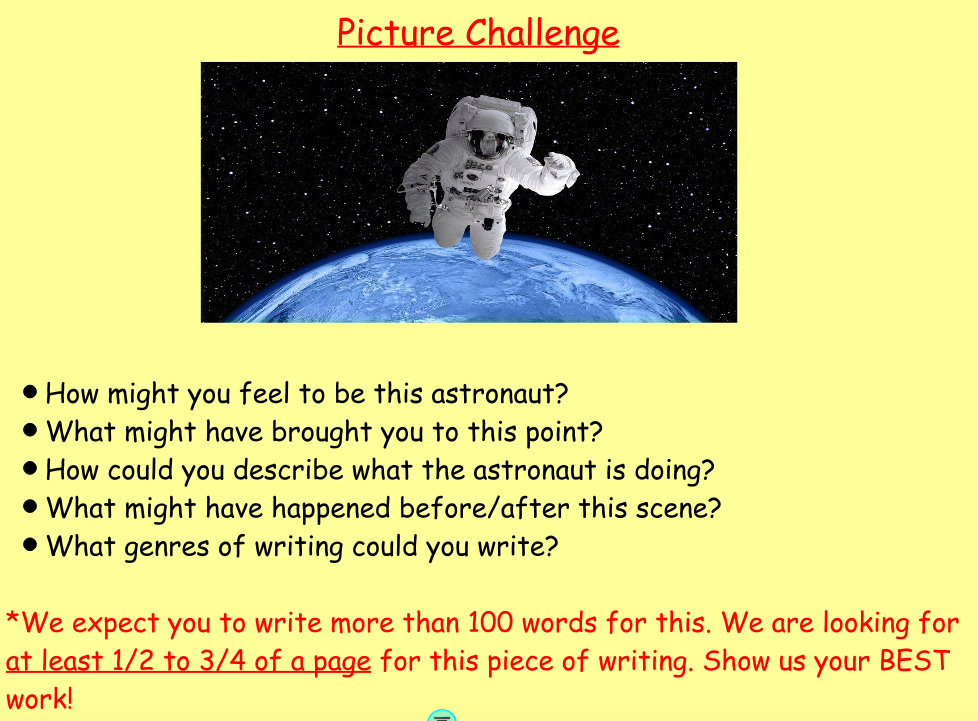 Picture Challenge
• How might you feel to be this astronaut?
• What might have brought you to this point?
• How could you describe what the astronaut is doing?
• What might have happened before/after this scene?
• What genres of writing could you write?
*We expect you to write more than 100 words for this. We are looking for
at least 1/2 to 3/4 of a page for this piece of writing. Show us your BEST
work!